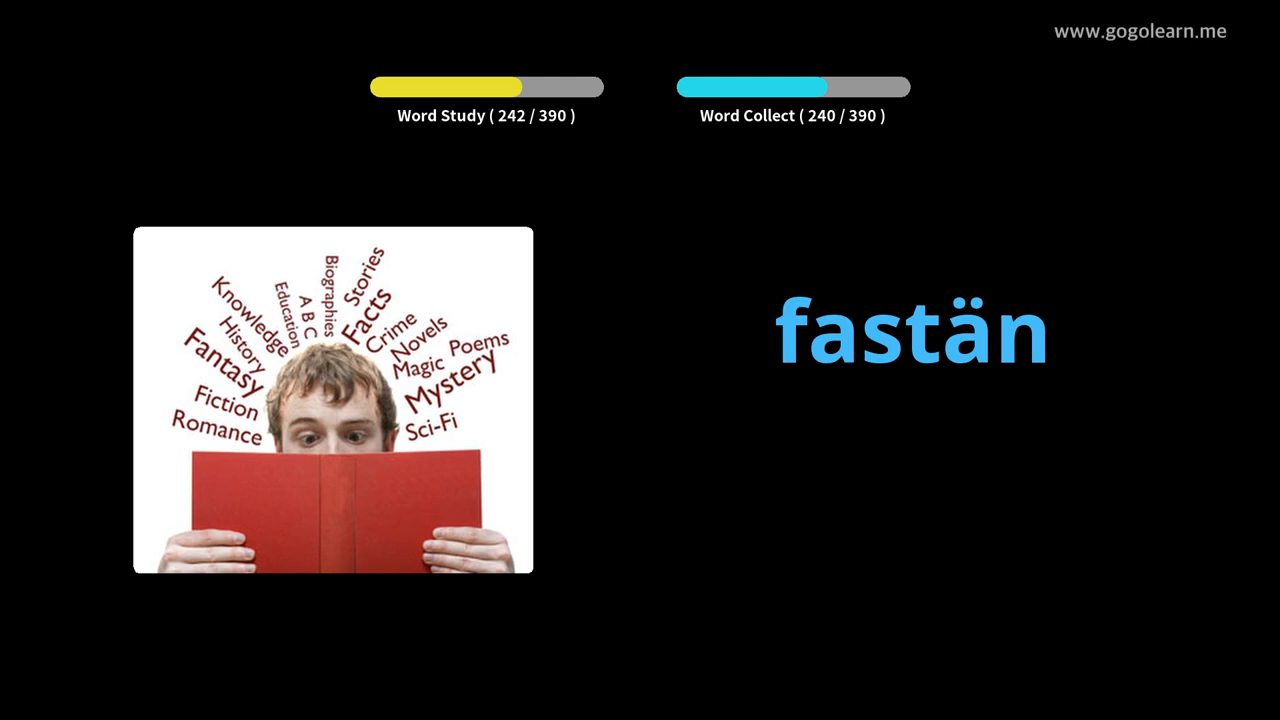 www.gogolearn.me
Word Study ( 242 / 390 )
Word Collect ( 240 / 390 )
fastän
Stories
Biographies
Facts
A B C
Education
Knowledge
Crime
Novels
History
Poems
Fantasy
Magic
Mystery
Fiction
Sci-Fi
Romance